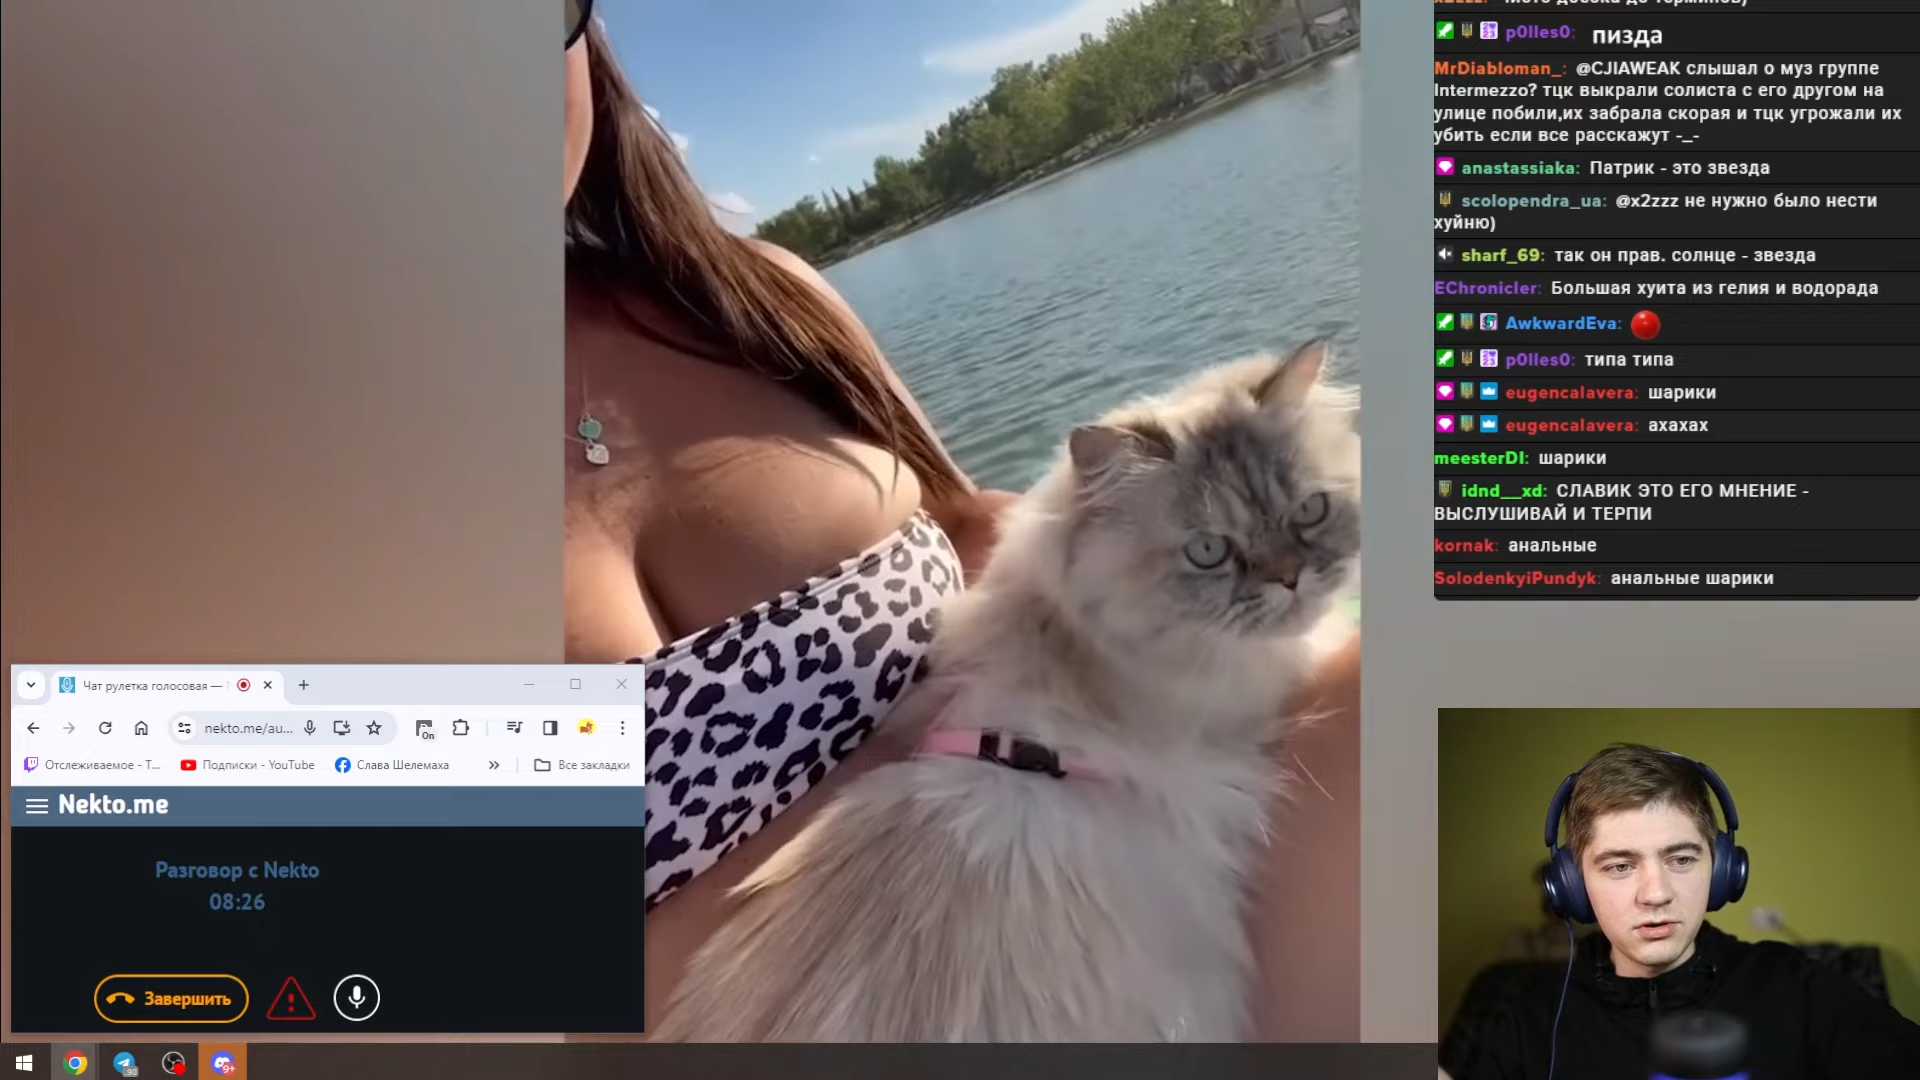 p0lles0: пизда
MrDiabloman_: @CJIAWEAK слышал о муз группе
Intermezzo? тцк выкрали солиста с его другом на
улице побили,их забрала скорая и тцк угрожали их
убить если все расскажут -_-
anastassiaka: Патрик - это звезда
scolopendra_ua: @x2zzz не нужно было нести
хуйню)
sharf_69: так он прав. солнце - звезда
EChronicler: Большая хуита из гелия и водорада
AwkwardEva:
p0lles0: типа типа
eugencalavera: шарики
eugencalavera: ахахах
meesterDI: шарики
idnd__xd: СЛАВИК ЭТО ЕГО МНЕНИЕ -
ВЫСЛУШИВАЙ И ТЕРПИ
kornak: анальные
SolodenkyiPundyk: анальные шарики
Чат рулетка голосовая —
nekto.me/au...
On
Отслеживаемое - Т...
Подписки - YouTube
Слава Шелемаха
»
Все закладки
Nekto.me
Разговор с Nekto
08:26
Завершить
90
9+